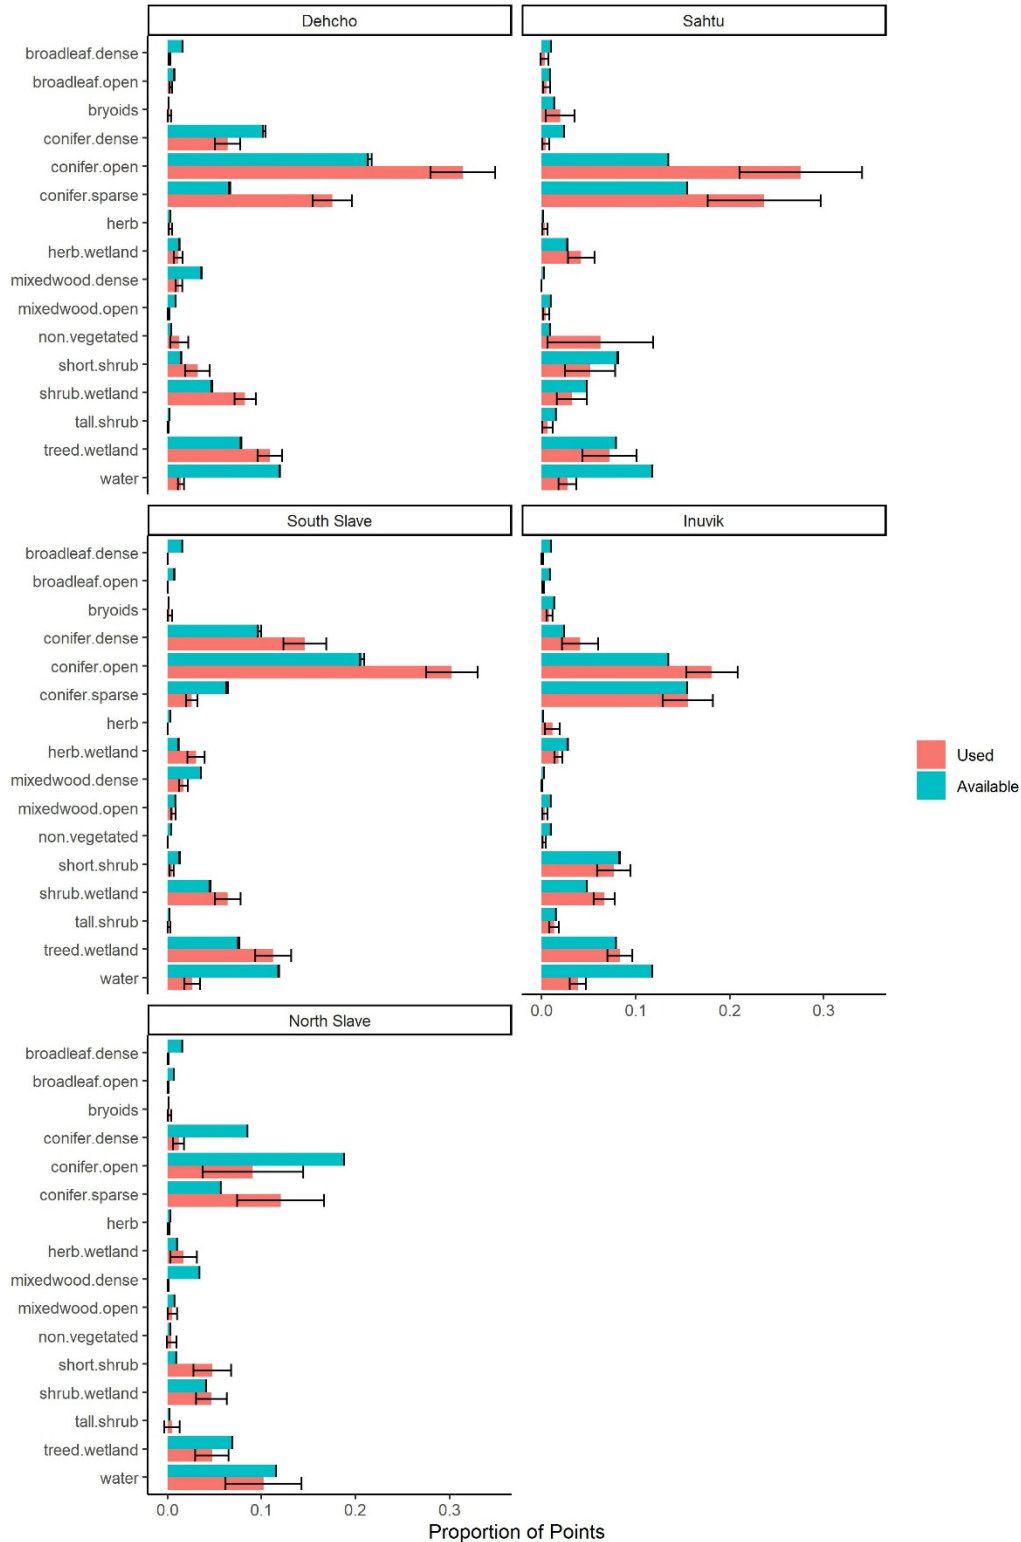 Dehcho
Sahtu
broadleaf.dense
broadleaf.open
bryoids
conifer.dense
conifer.open
conifer.sparse
herb
herb.wetland
mixedwood.dense
mixedwood.open
non.vegetated
short.shrub
shrub.wetland
tall.shrub
treed.wetland
water
South Slave
Inuvik
broadleaf.dense
broadleaf.open
bryoids
conifer.dense
conifer.open
conifer.sparse
herb
herb.wetland
mixedwood.dense
mixedwood.open
non.vegetated
short.shrub
shrub.wetland
tall.shrub
treed.wetland
water
0.0 0.1 0.2 0.3
Used
Available
North Slave
broadleaf.dense
broadleaf.open
bryoids
conifer.dense
conifer.open
conifer.sparse
herb
herb.wetland
mixedwood.dense
mixedwood.open
non.vegetated
short.shrub
shrub.wetland
tall.shrub
treed.wetland
water
0.0 0.1 0.2 0.3
Proportion of Points